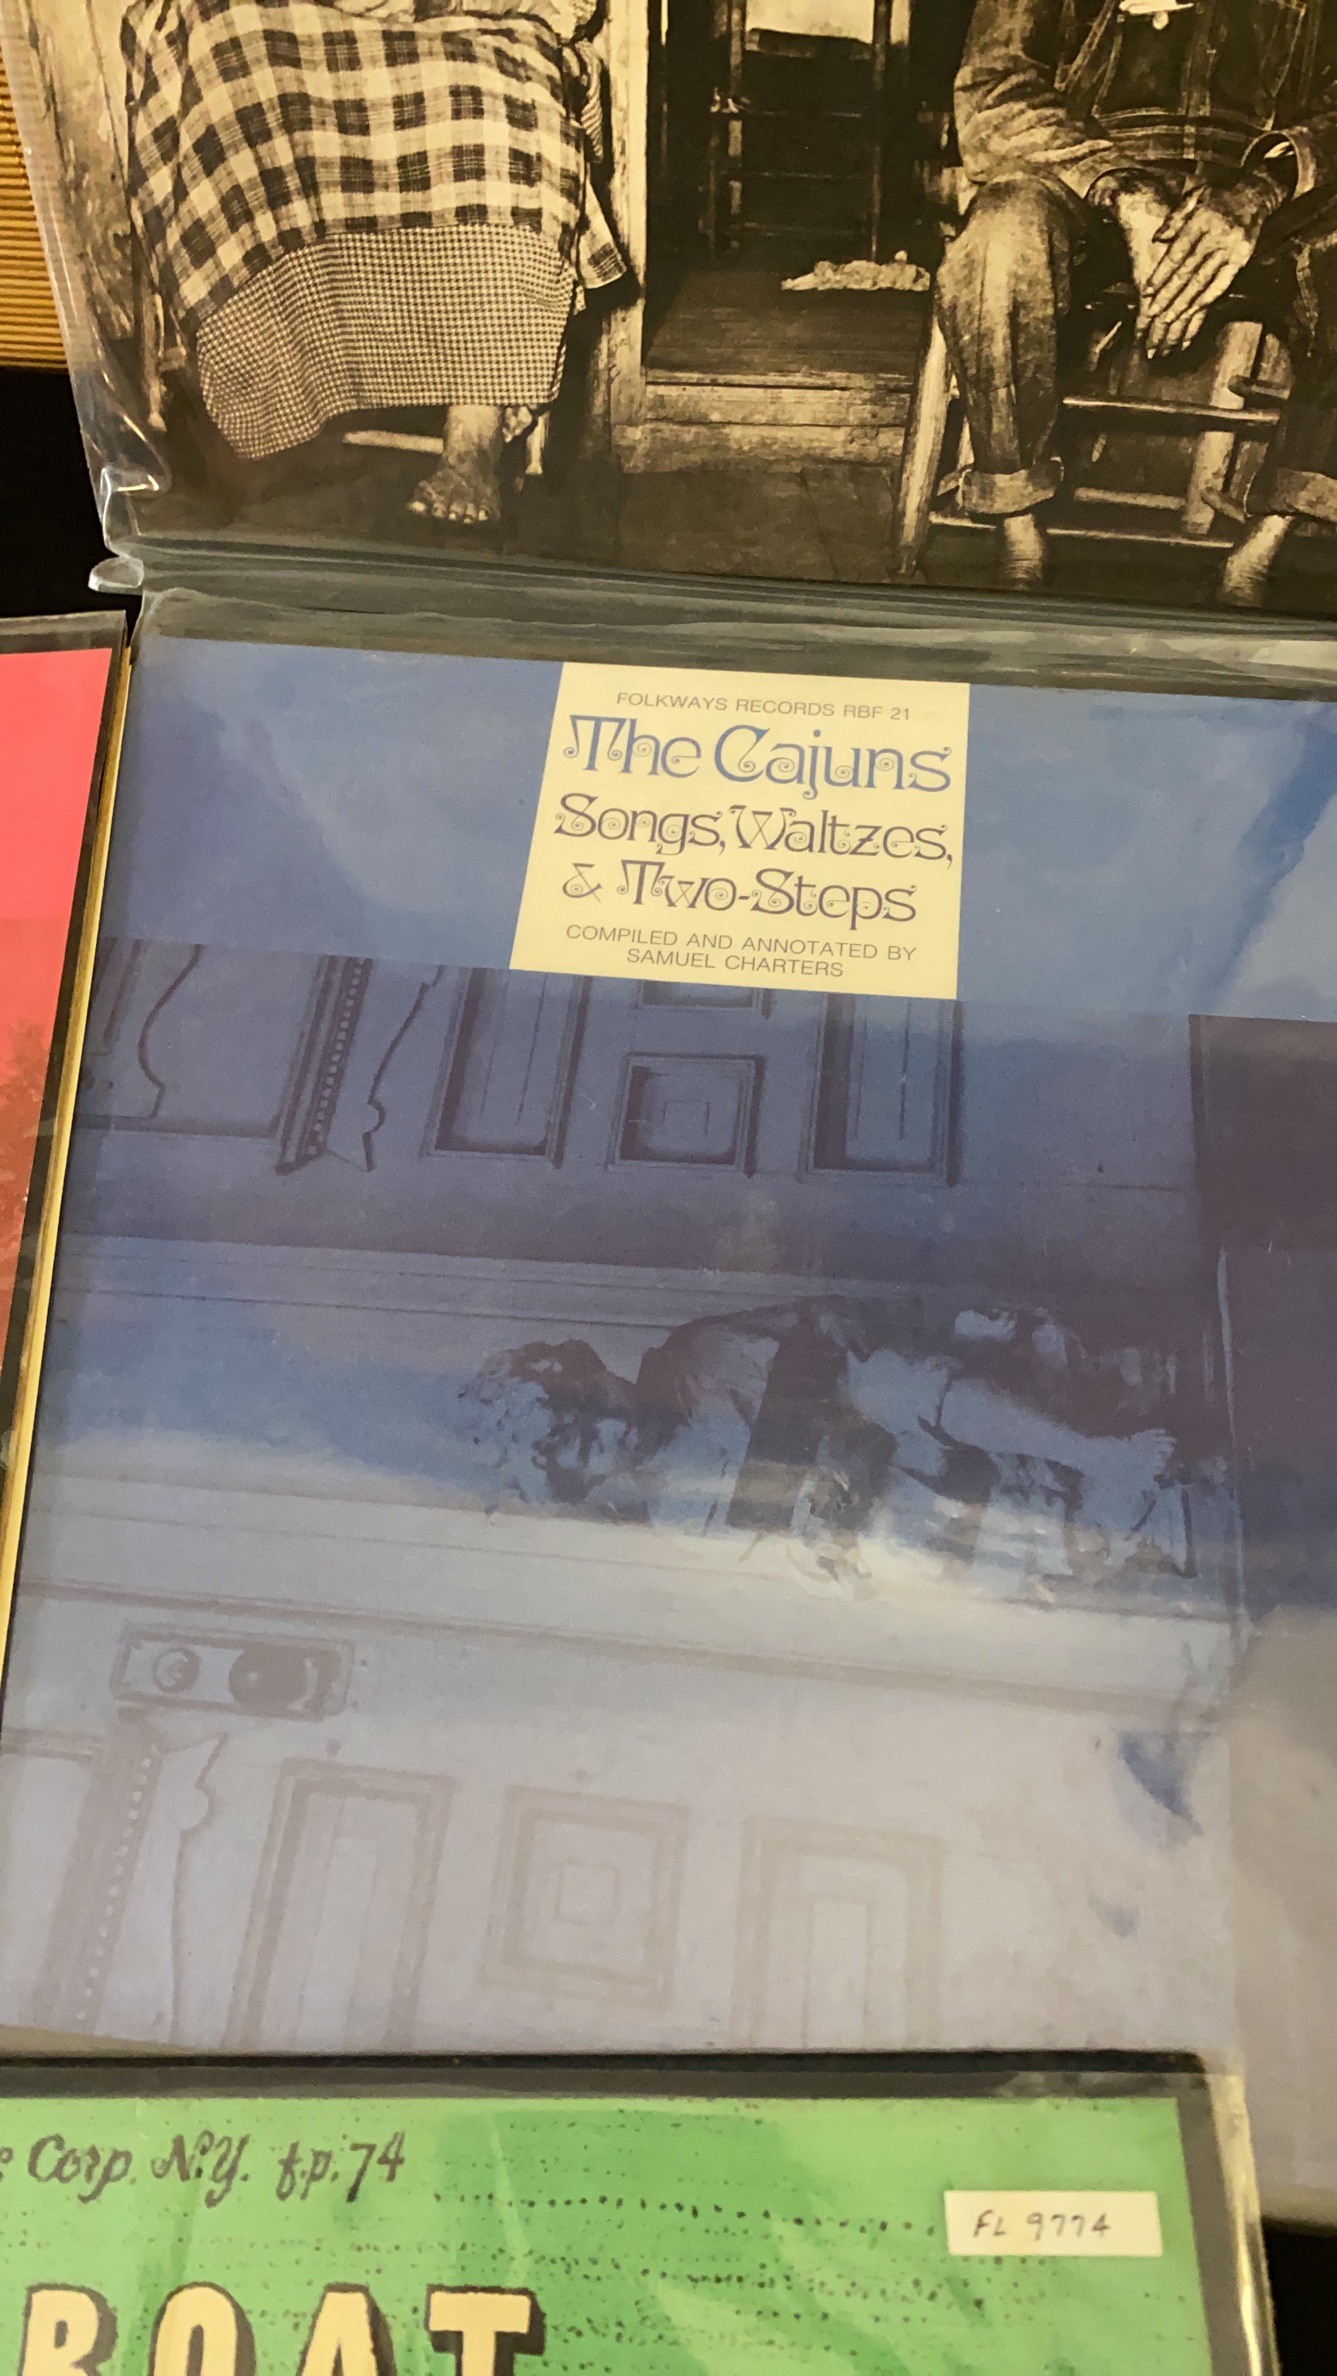 FOLKWAYS RECORDS RBF 21
The Cajuns
Songs, Waltzes,
& Two-Steps
COMPILED AND ANNOTATED BY
SAMUEL CHARTERS
Corp. N.Y. f.p. 74
FL 9774
BOAT